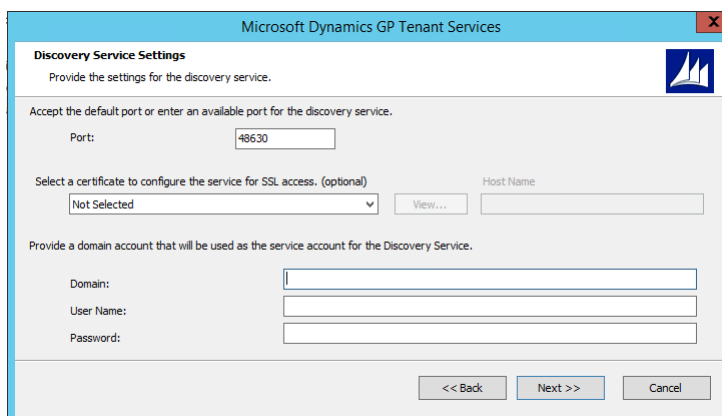 Microsoft Dynamics GP Tenant Services
X
Discovery Service Settings
Provide the settings for the discovery service.
Accept the default port or enter an available port for the discovery service.
Port: 48630
Select a certificate to configure the service for SSL access. (optional) Host Name
Not Selected View...
Provide a domain account that will be used as the service account for the Discovery Service.
Domain:
User Name:
Password:
<< Back Next >> Cancel